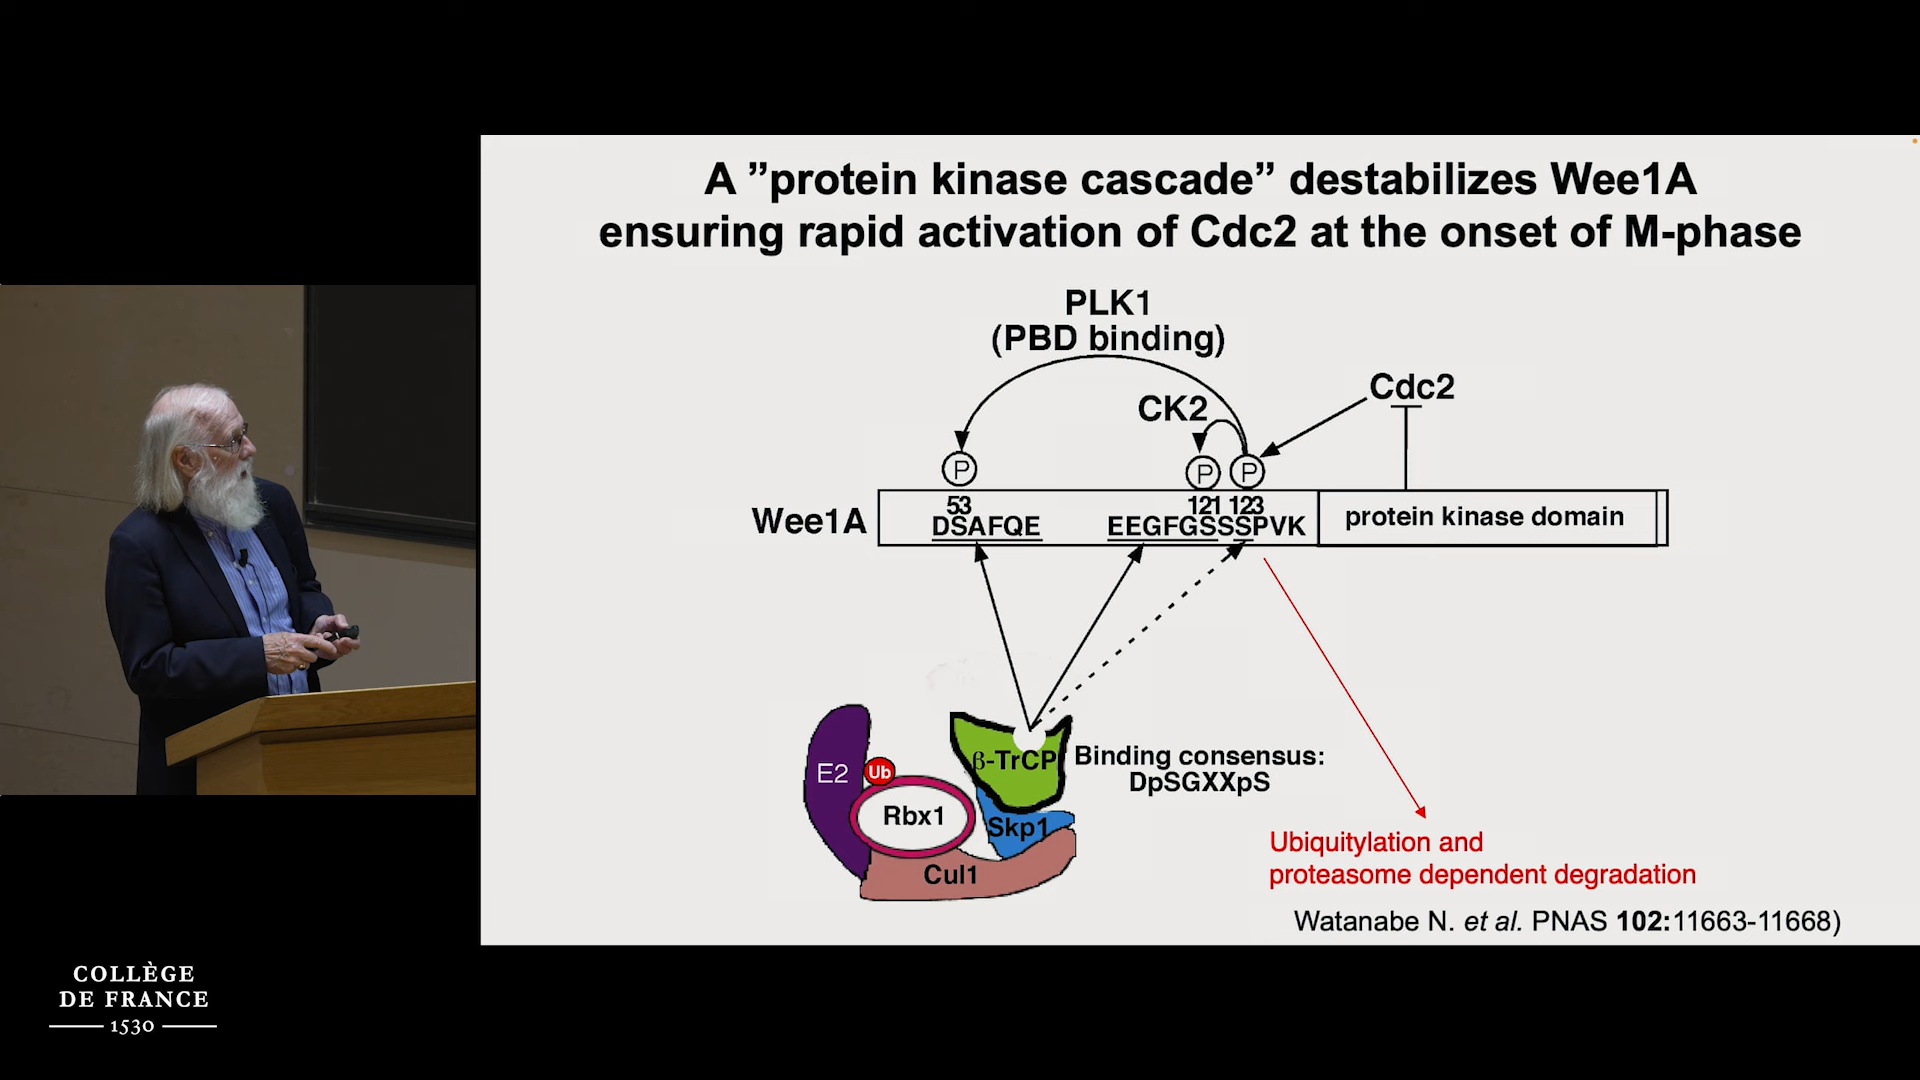 A ”protein kinase cascade” destabilizes Wee1A
ensuring rapid activation of Cdc2 at the onset of M-phase
PLK1
(PBD binding)
CK2
Cdc2
P
P
P
Wee1A
53
121 123
DSAFQE
EEGFGSSSPVK
protein kinase domain
E2
Ub
Rbx1
β-TrCP
Skp1
Cul1
Binding consensus:
DpSGXXpS
Ubiquitylation and
proteasome dependent degradation
Watanabe N. et al. PNAS 102:11663-11668)
COLLÈGE
DE FRANCE
1530